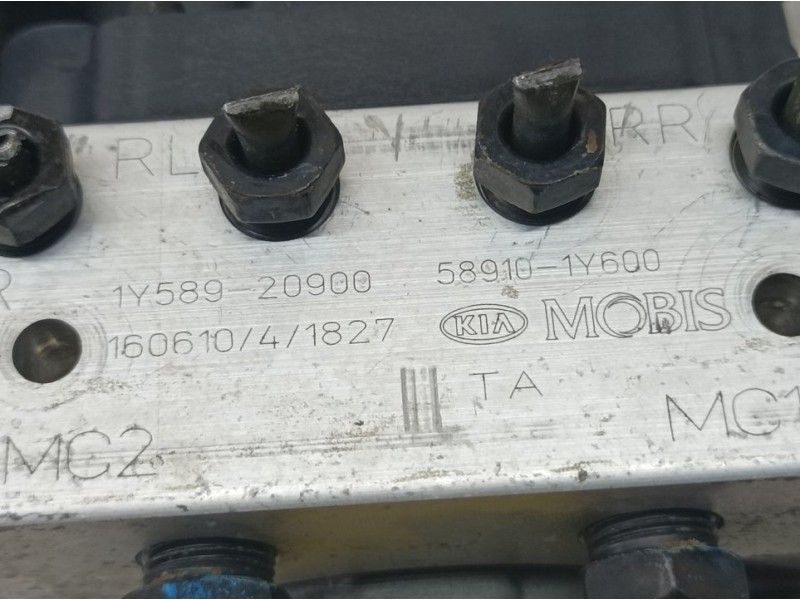 RL RR
R 1Y589-20900 58910-1Y600
160610/4/1827 KIA MOBIS
TA
MC2 MC1